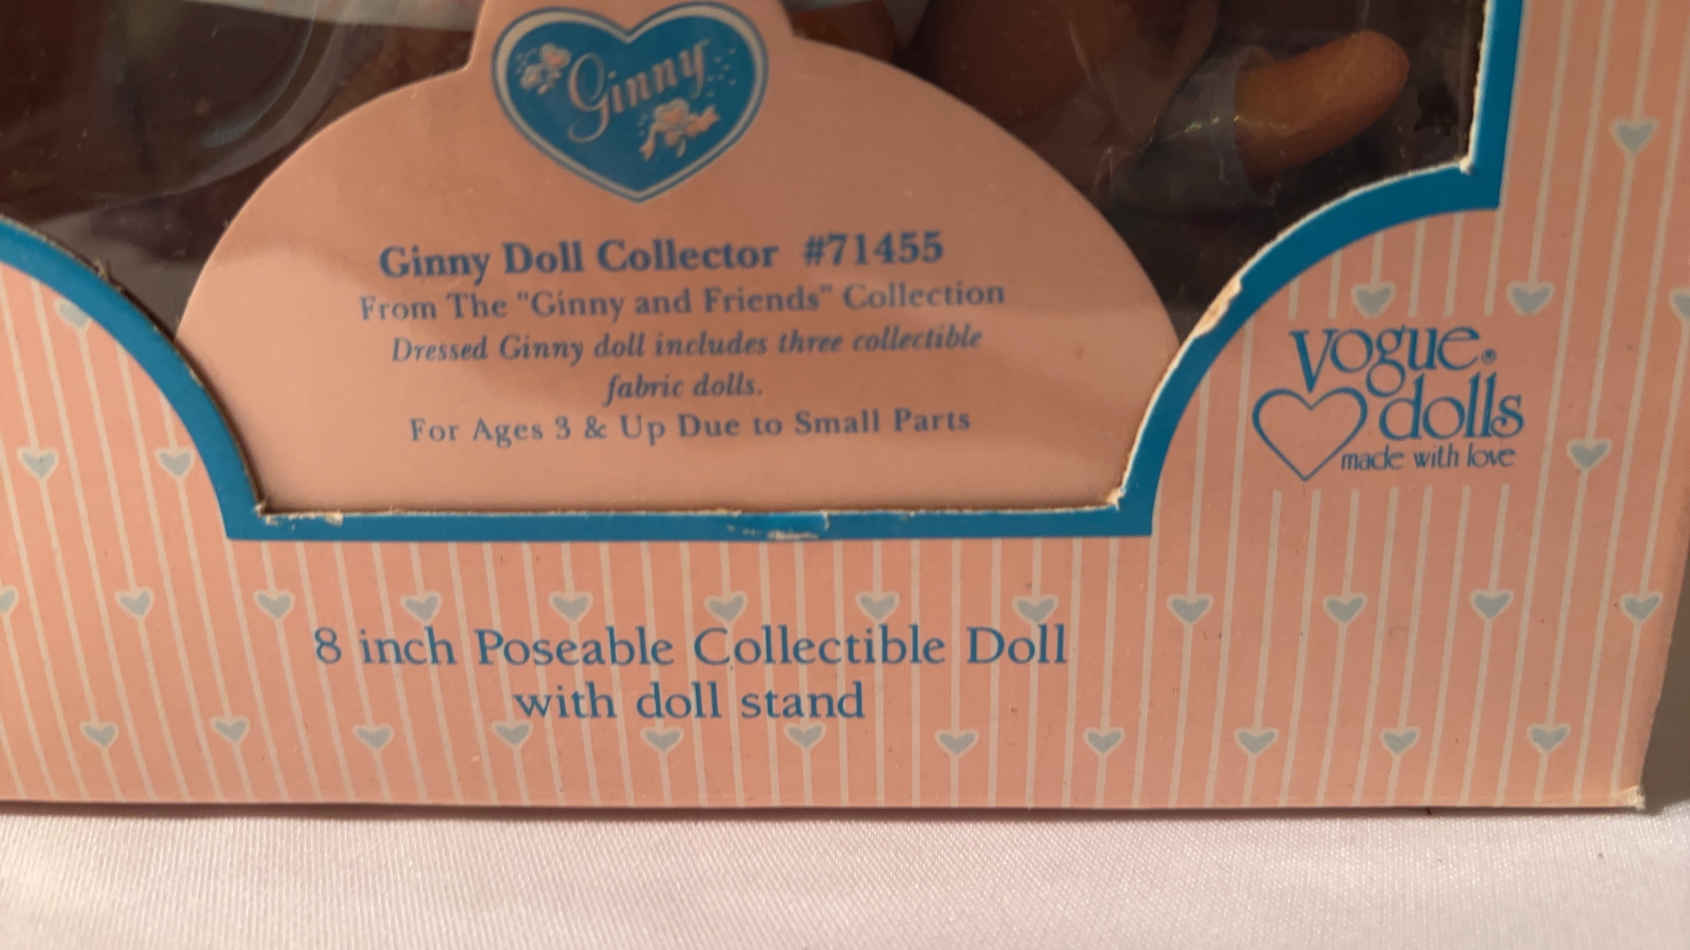 Ginny
Ginny Doll Collector #71455
From The "Ginny and Friends" Collection
Dressed Ginny doll includes three collectible
fabric dolls.
For Ages 3 & Up Due to Small Parts
Vogue®
dolls
made with love
8 inch Poseable Collectible Doll
with doll stand